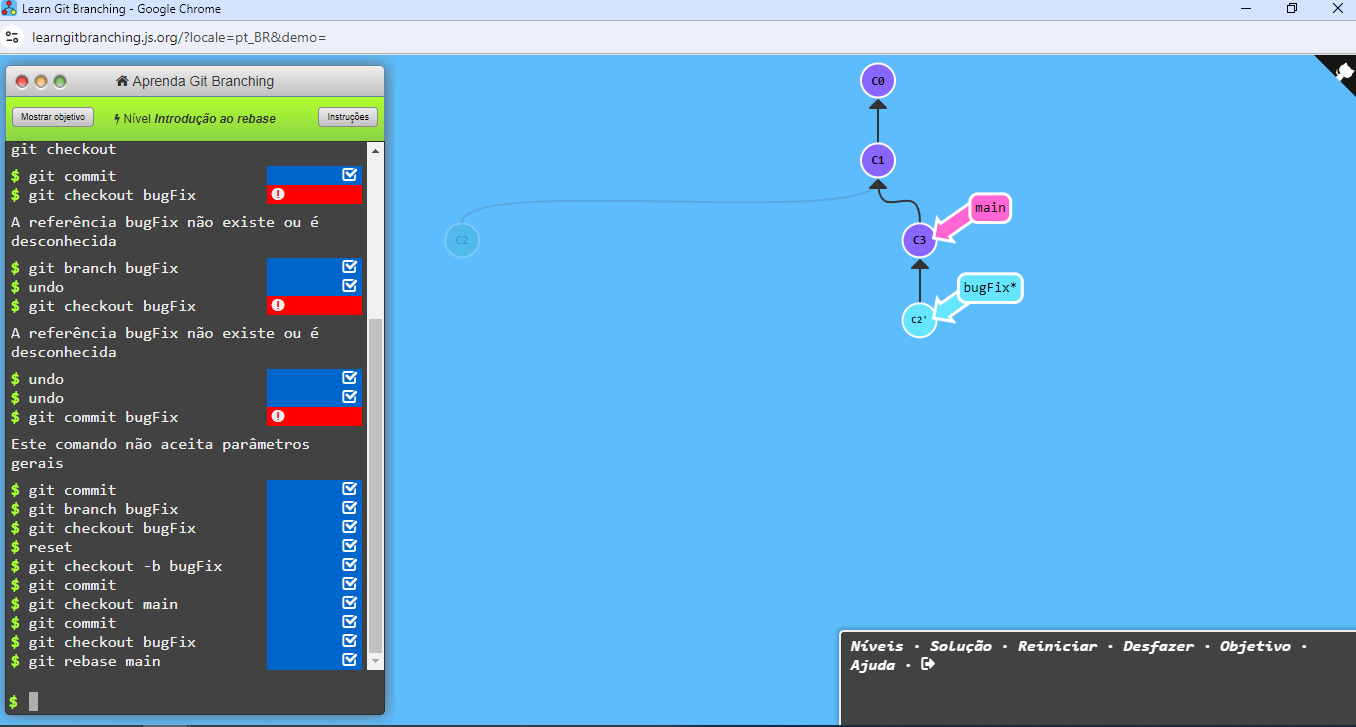 Learn Git Branching - Google Chrome
learngitbranching.js.org/?locale=pt_BR&demo=
Aprenda Git Branching
Mostrar objetivo
Nível Introdução ao rebase
Instruções
git checkout
$ git commit
$ git checkout bugFix
A referência bugFix não existe ou é
desconhecida
$ git branch bugFix
$ undo
$ git checkout bugFix
A referência bugFix não existe ou é
desconhecida
$ undo
$ undo
$ git commit bugFix
Este comando não aceita parâmetros
gerais
$ git commit
$ git branch bugFix
$ git checkout bugFix
$ reset
$ git checkout -b bugFix
$ git commit
$ git checkout main
$ git commit
$ git checkout bugFix
$ git rebase main
$
C0
C1
main
C2
C3
bugFix*
C2'
Níveis · Solução · Reiniciar · Desfazer · Objetivo ·
Ajuda ·